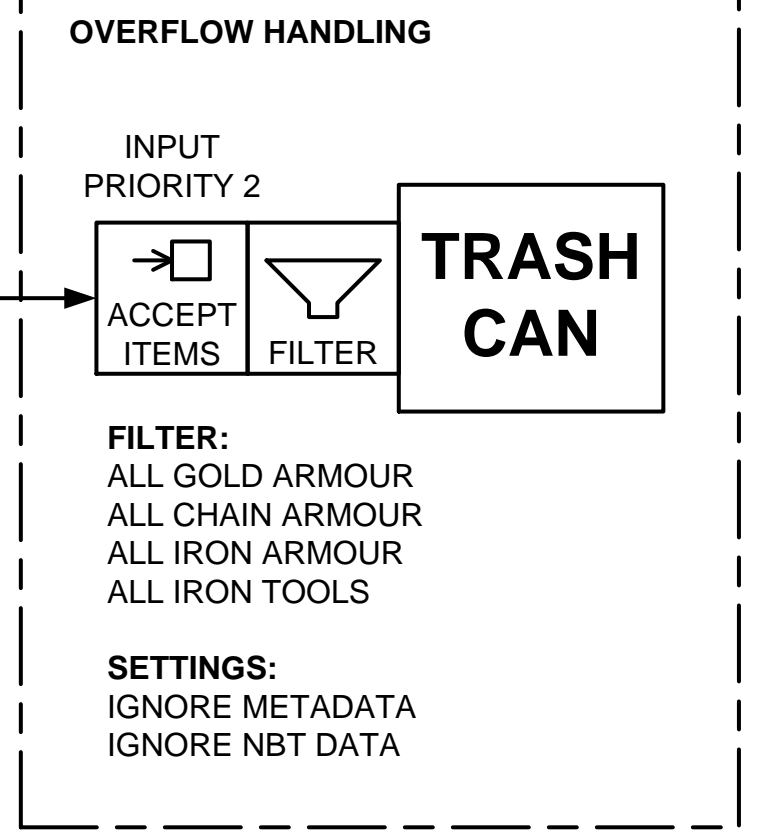 OVERFLOW HANDLING
INPUT
PRIORITY 2
ACCEPT
ITEMS
FILTER
TRASH
CAN
FILTER:
ALL GOLD ARMOUR
ALL CHAIN ARMOUR
ALL IRON ARMOUR
ALL IRON TOOLS
SETTINGS:
IGNORE METADATA
IGNORE NBT DATA